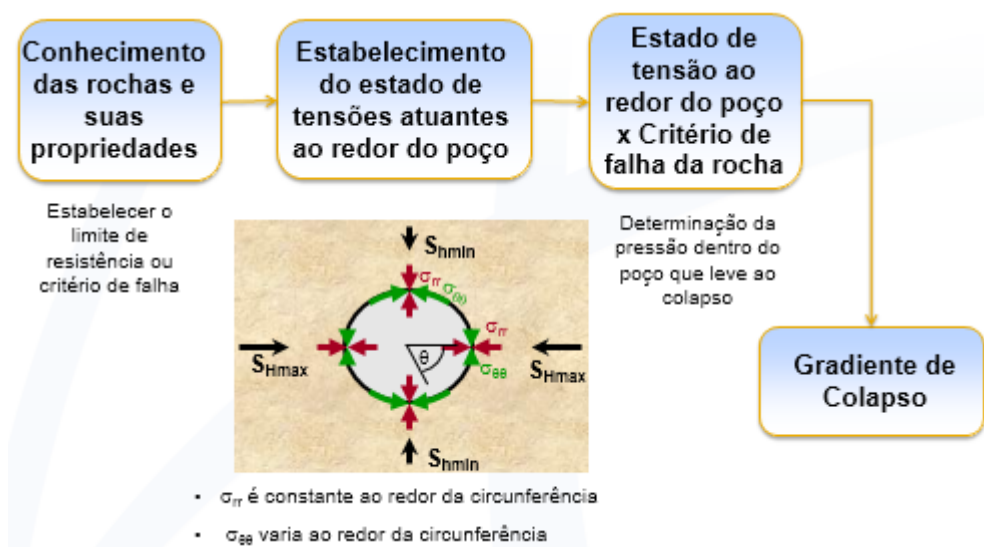 Conhecimento
das rochas e
suas
propriedades
Estabelecimento
do estado de
tensões atuantes
ao redor do poço
Estado de
tensão ao
redor do poço
x Critério de
falha da rocha
Estabelecer o
limite de
resistência ou
critério de falha
Determinação da
pressão dentro do
poço que leve ao
colapso
Shmin
σrr σθθ
σrr
SHmax
θ
σθθ
SHmax
Shmin
Gradiente de
Colapso
• σrr é constante ao redor da circunferência
• σθθ varia ao redor da circunferência